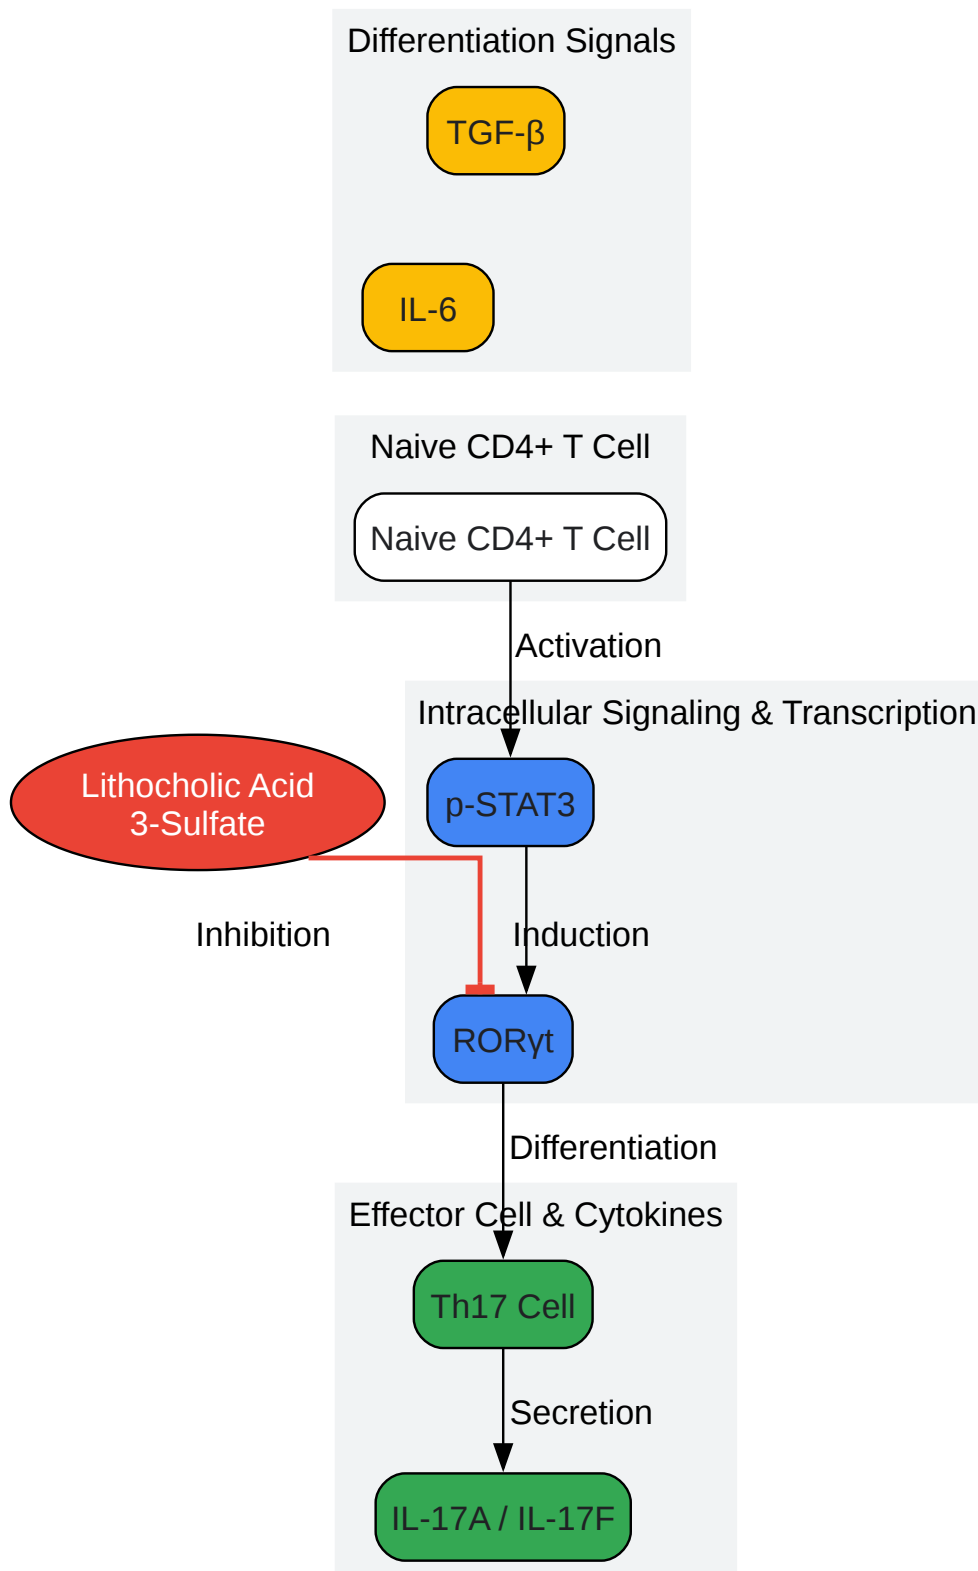 Differentiation Signals
TGF-β
IL-6
Naive CD4+ T Cell
Naive CD4+ T Cell
Activation
Intracellular Signaling & Transcription
Lithocholic Acid
3-Sulfate
p-STAT3
Inhibition
Induction
RORγt
Differentiation
Effector Cell & Cytokines
Th17 Cell
Secretion
IL-17A / IL-17F